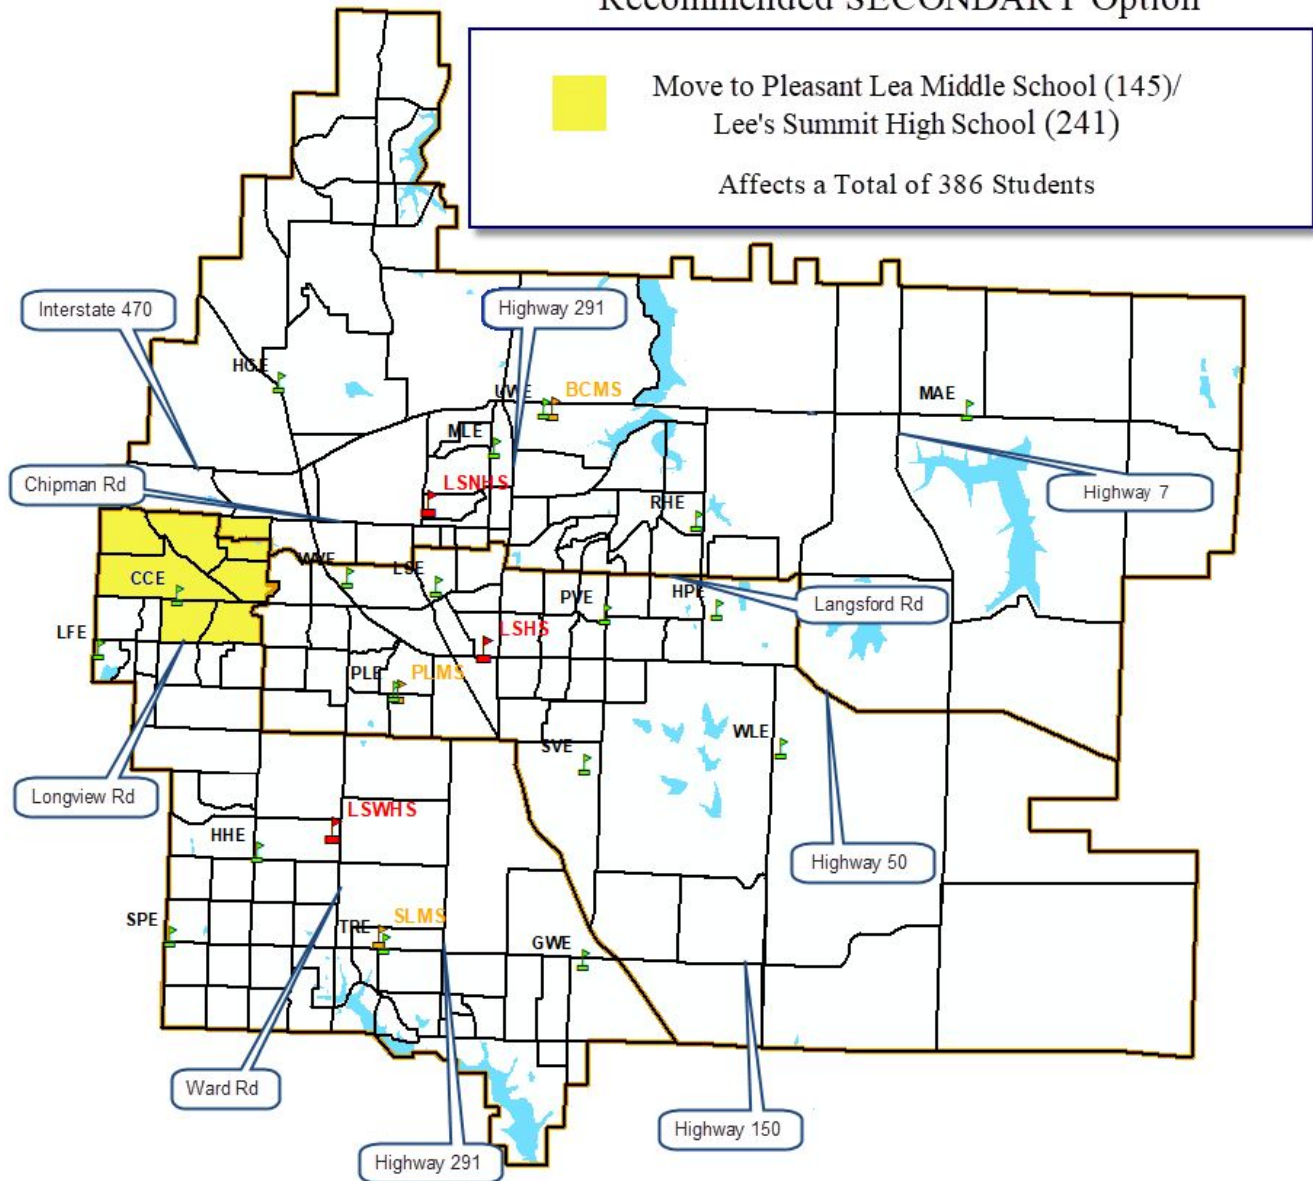 Recommended SECONDARY Option
Move to Pleasant Lea Middle School (145)/
Lee's Summit High School (241)
Affects a Total of 386 Students
Interstate 470
Highway 291
HGE
UWE
BCMS
MAE
MLE
Chipman Rd
LSNHS
Highway 7
RHE
WVE
LSE
CCE
PVE
HPE
Langsford Rd
LFE
LSHS
PLE
PLMS
WLE
SVE
Longview Rd
LSWHS
HHE
Highway 50
SPE
TRE
SLMS
GWE
Ward Rd
Highway 150
Highway 291